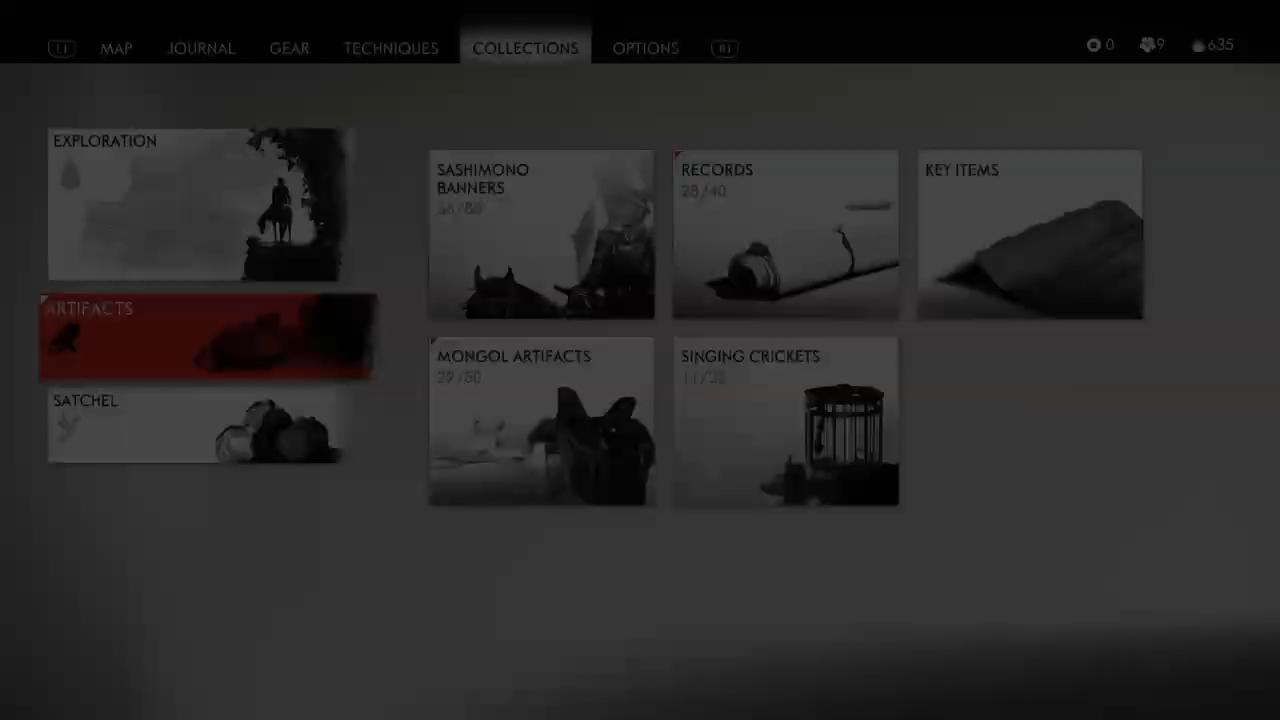 MAP JOURNAL GEAR TECHNIQUES COLLECTIONS OPTIONS 0 9 635
EXPLORATION
ARTIFACTS
SATCHEL
SASHIMONO
BANNERS
RECORDS
28/40
KEY ITEMS
MONGOL ARTIFACTS
29/50
SINGING CRICKETS